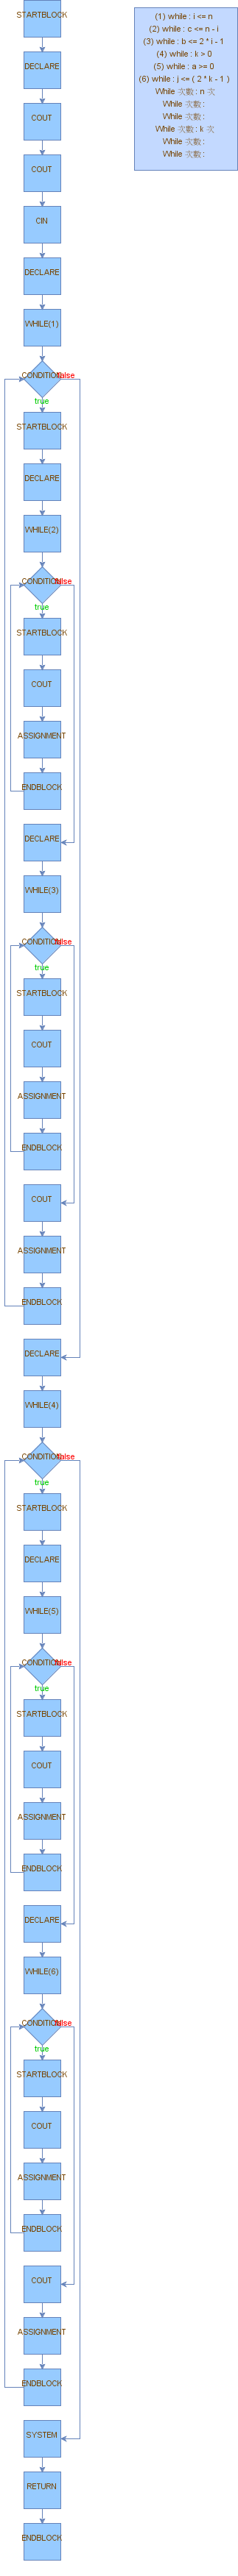 STARTBLOCK
DECLARE
COUT
COUT
CIN
DECLARE
WHILE(1)
CONDITION
false
true
STARTBLOCK
DECLARE
WHILE(2)
CONDITION
false
true
STARTBLOCK
COUT
ASSIGNMENT
ENDBLOCK
DECLARE
WHILE(3)
CONDITION
false
true
STARTBLOCK
COUT
ASSIGNMENT
ENDBLOCK
COUT
ASSIGNMENT
ENDBLOCK
DECLARE
WHILE(4)
CONDITION
false
true
STARTBLOCK
DECLARE
WHILE(5)
CONDITION
false
true
STARTBLOCK
COUT
ASSIGNMENT
ENDBLOCK
DECLARE
WHILE(6)
CONDITION
false
true
STARTBLOCK
COUT
ASSIGNMENT
ENDBLOCK
COUT
ASSIGNMENT
ENDBLOCK
SYSTEM
RETURN
ENDBLOCK
(1) while : i <= n
(2) while : c <= n - i
(3) while : b <= 2 * i - 1
(4) while : k > 0
(5) while : a >= 0
(6) while : j <= ( 2 * k - 1 )
While 次數 : n 次
While 次數 :
While 次數 :
While 次數 : k 次
While 次數 :
While 次數 :